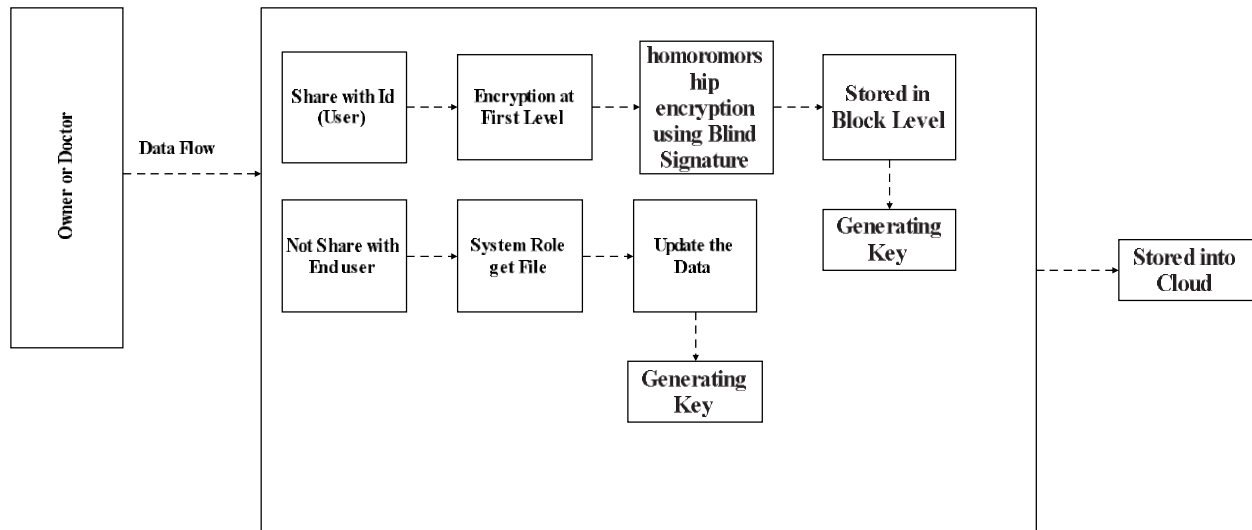 Owner or Doctor
Data Flow
Share with Id
(User)
Encryption at
First Level
homoromors
hip
encryption
using Blind
Signature
Stored in
Block Level
Generating
Key
Not Share with
End user
System Role
get File
Update the
Data
Generating
Key
Stored into
Cloud